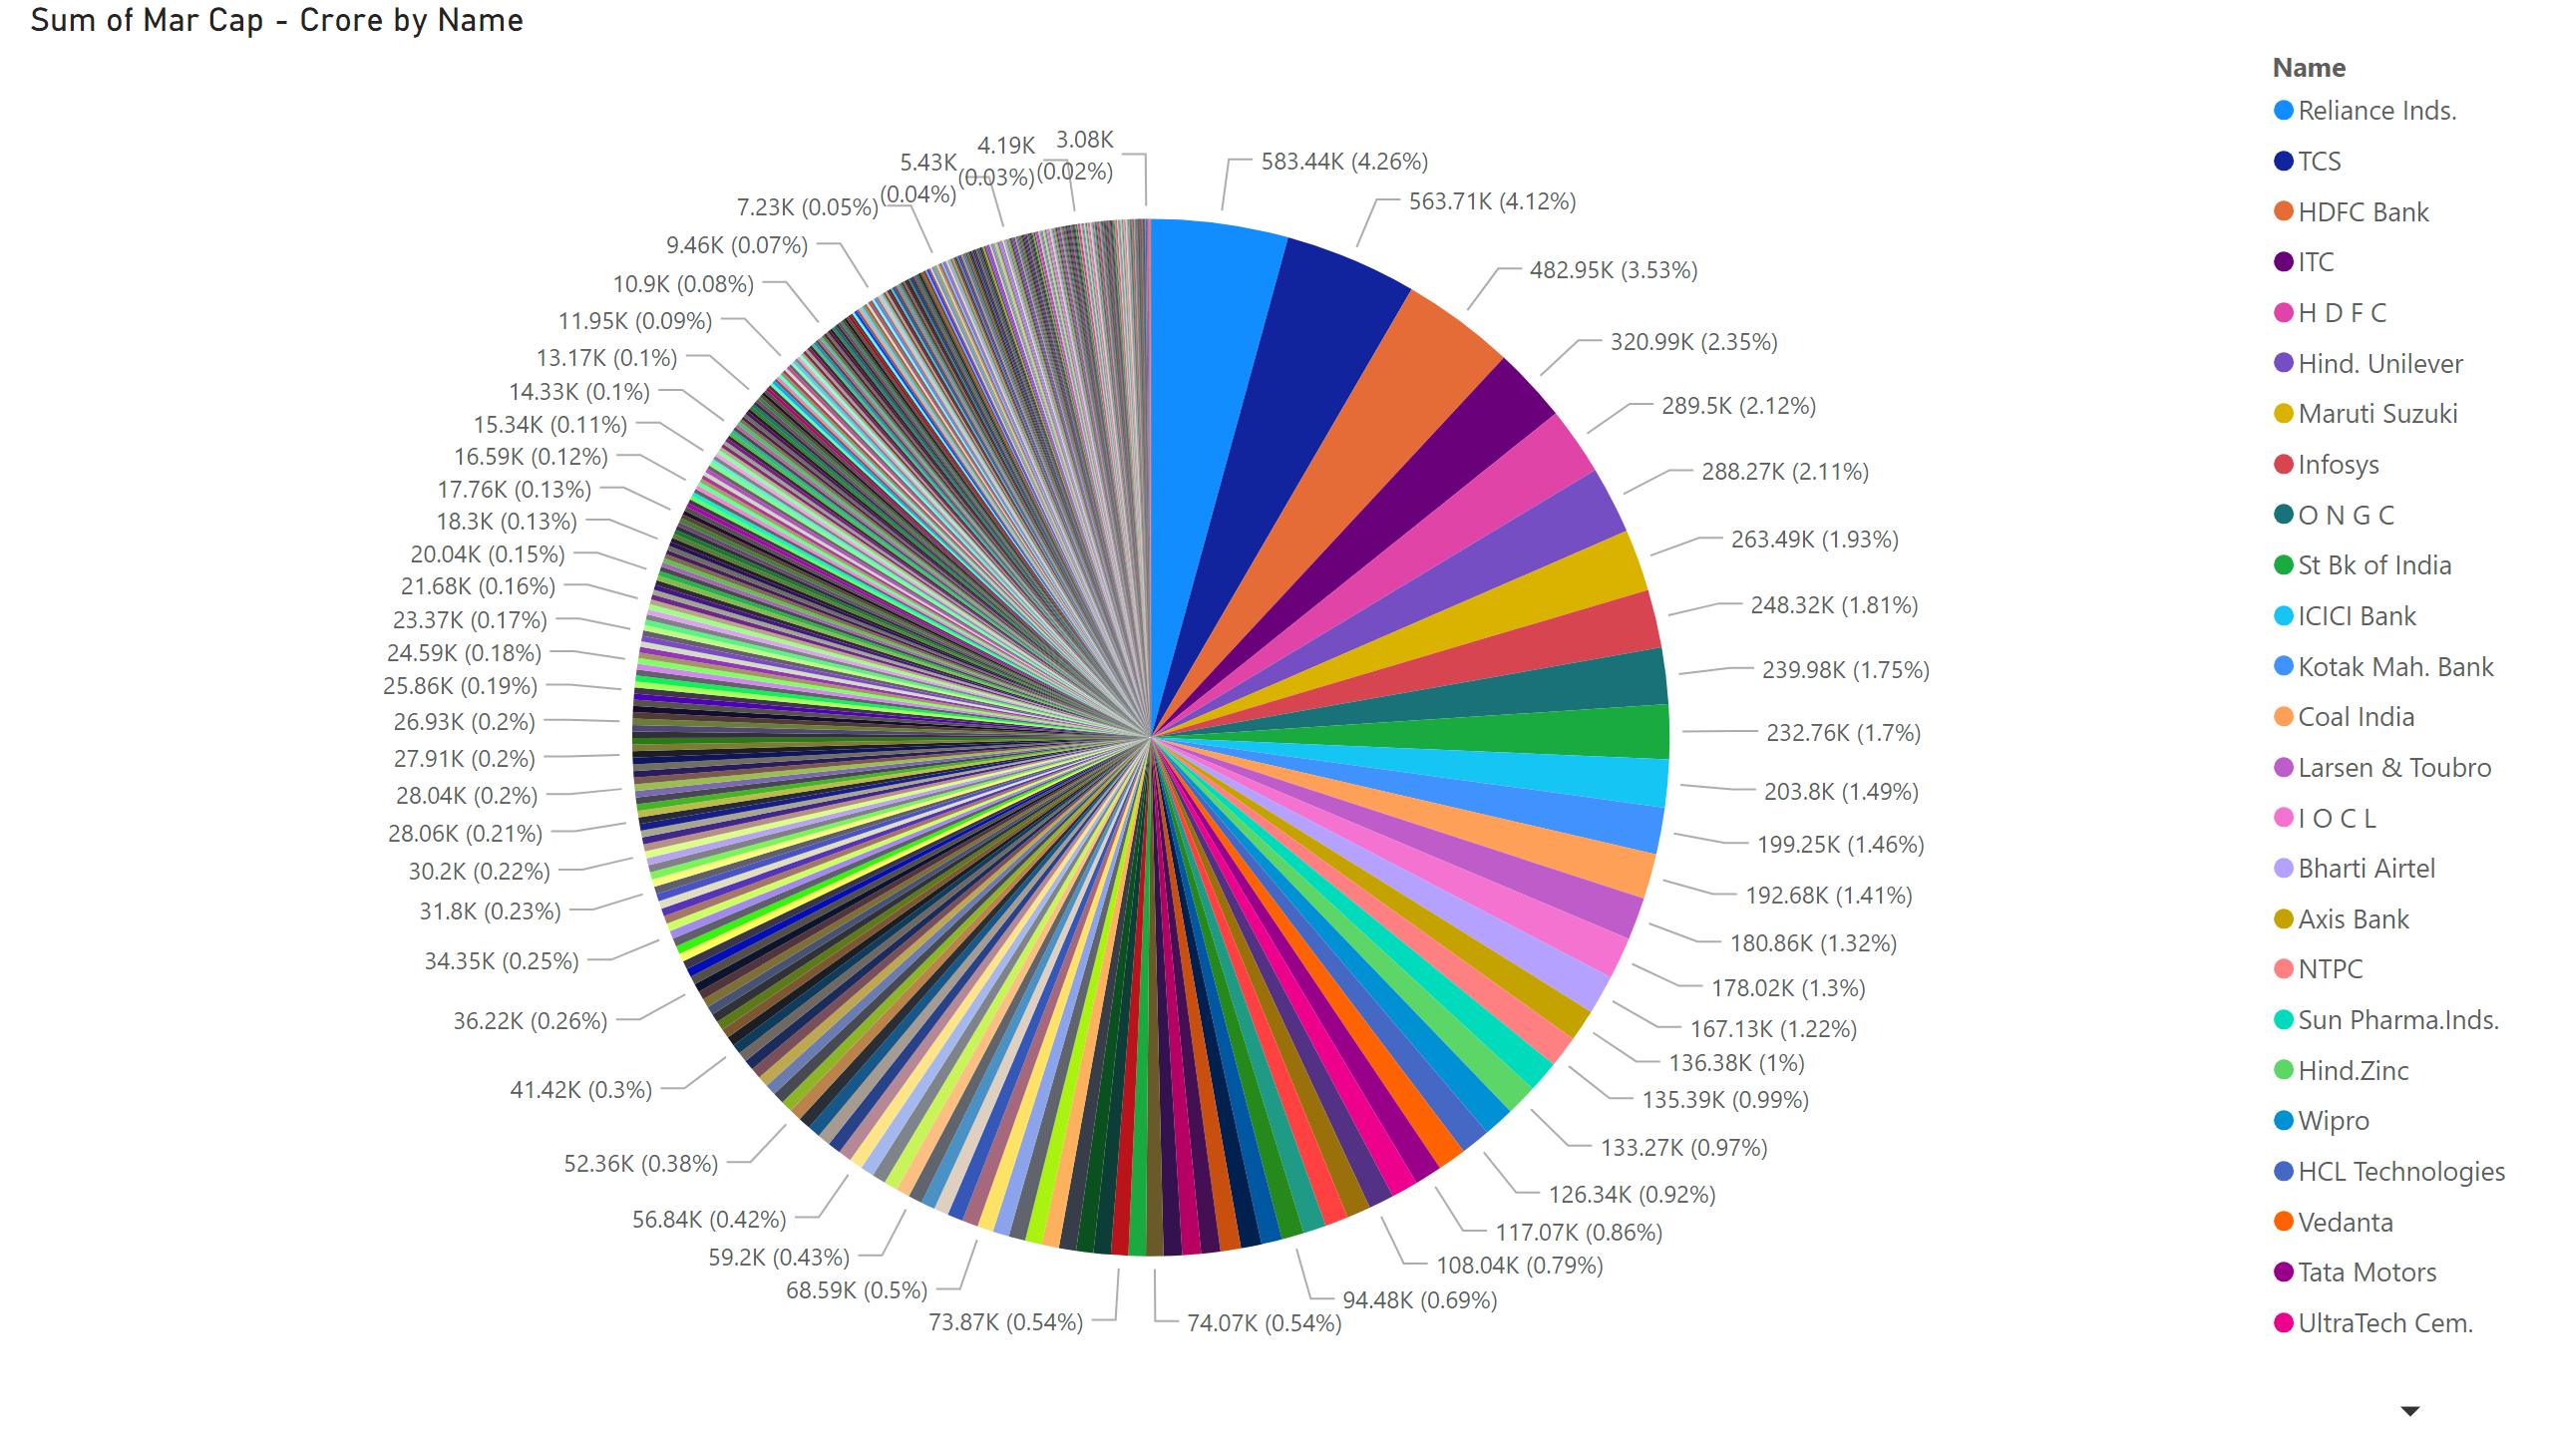 Sum of Mar Cap - Crore by Name
583.44K (4.26%)
563.71K (4.12%)
482.95K (3.53%)
320.99K (2.35%)
289.5K (2.12%)
288.27K (2.11%)
263.49K (1.93%)
248.32K (1.81%)
239.98K (1.75%)
232.76K (1.7%)
203.8K (1.49%)
199.25K (1.46%)
192.68K (1.41%)
180.86K (1.32%)
178.02K (1.3%)
167.13K (1.22%)
136.38K (1%)
135.39K (0.99%)
133.27K (0.97%)
126.34K (0.92%)
117.07K (0.86%)
108.04K (0.79%)
94.48K (0.69%)
74.07K (0.54%)
73.87K (0.54%)
68.59K (0.5%)
59.2K (0.43%)
56.84K (0.42%)
52.36K (0.38%)
41.42K (0.3%)
36.22K (0.26%)
34.35K (0.25%)
31.8K (0.23%)
30.2K (0.22%)
28.06K (0.21%)
28.04K (0.2%)
27.91K (0.2%)
26.93K (0.2%)
25.86K (0.19%)
24.59K (0.18%)
23.37K (0.17%)
21.68K (0.16%)
20.04K (0.15%)
18.3K (0.13%)
17.76K (0.13%)
16.59K (0.12%)
15.34K (0.11%)
14.33K (0.1%)
13.17K (0.1%)
11.95K (0.09%)
10.9K (0.08%)
9.46K (0.07%)
7.23K (0.05%)
5.43K
(0.04%)
4.19K
(0.03%)
3.08K
(0.02%)
Name
Reliance Inds.
TCS
HDFC Bank
ITC
H D F C
Hind. Unilever
Maruti Suzuki
Infosys
O N G C
St Bk of India
ICICI Bank
Kotak Mah. Bank
Coal India
Larsen & Toubro
I O C L
Bharti Airtel
Axis Bank
NTPC
Sun Pharma.Inds.
Hind.Zinc
Wipro
HCL Technologies
Vedanta
Tata Motors
UltraTech Cem.